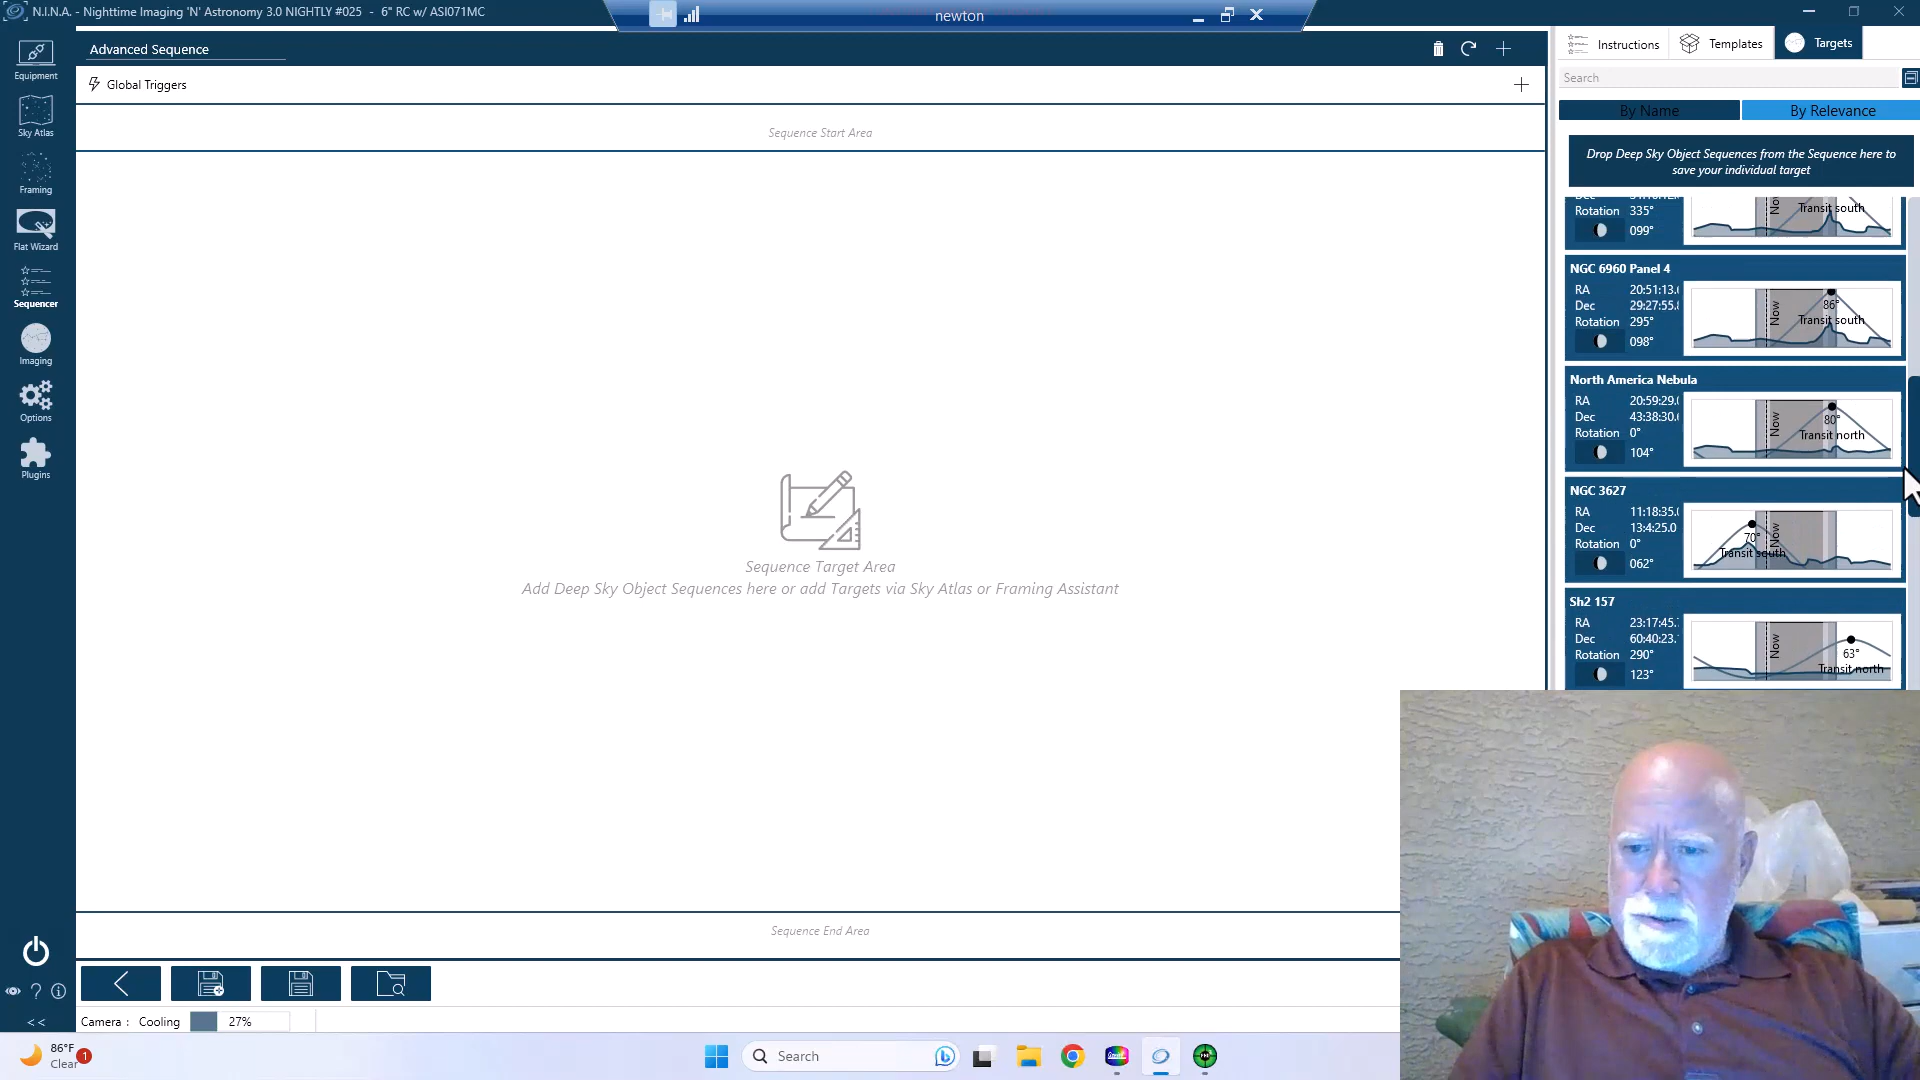 N.I.N.A. - Nighttime Imaging 'N' Astronomy 3.0 NIGHTLY #025 - 6" RC w/ ASI071MC
newton
Equipment
Sky Atlas
Framing
Flat Wizard
Sequencer
Imaging
Options
Plugins
<<
Advanced Sequence
Global Triggers
Sequence Start Area
Sequence Target Area
Add Deep Sky Object Sequences here or add Targets via Sky Atlas or Framing Assistant
Sequence End Area
Camera : Cooling 27%
Instructions
Templates
Targets
Search
By Name
By Relevance
Drop Deep Sky Object Sequences from the Sequence here to
save your individual target
Rotation 335°
099°
Now
Transit south
NGC 6960 Panel 4
RA 20:51:13.
Dec 29:27:55.
Rotation 295°
098°
Now
86°
Transit south
North America Nebula
RA 20:59:29.
Dec 43:38:30.
Rotation 0°
104°
Now
80°
Transit north
NGC 3627
RA 11:18:35.
Dec 13:4:25.0
Rotation 0°
062°
Now
70°
Transit south
Sh2 157
RA 23:17:45.
Dec 60:40:23.
Rotation 290°
123°
Now
63°
Transit north
86°F
Clear
1
Search